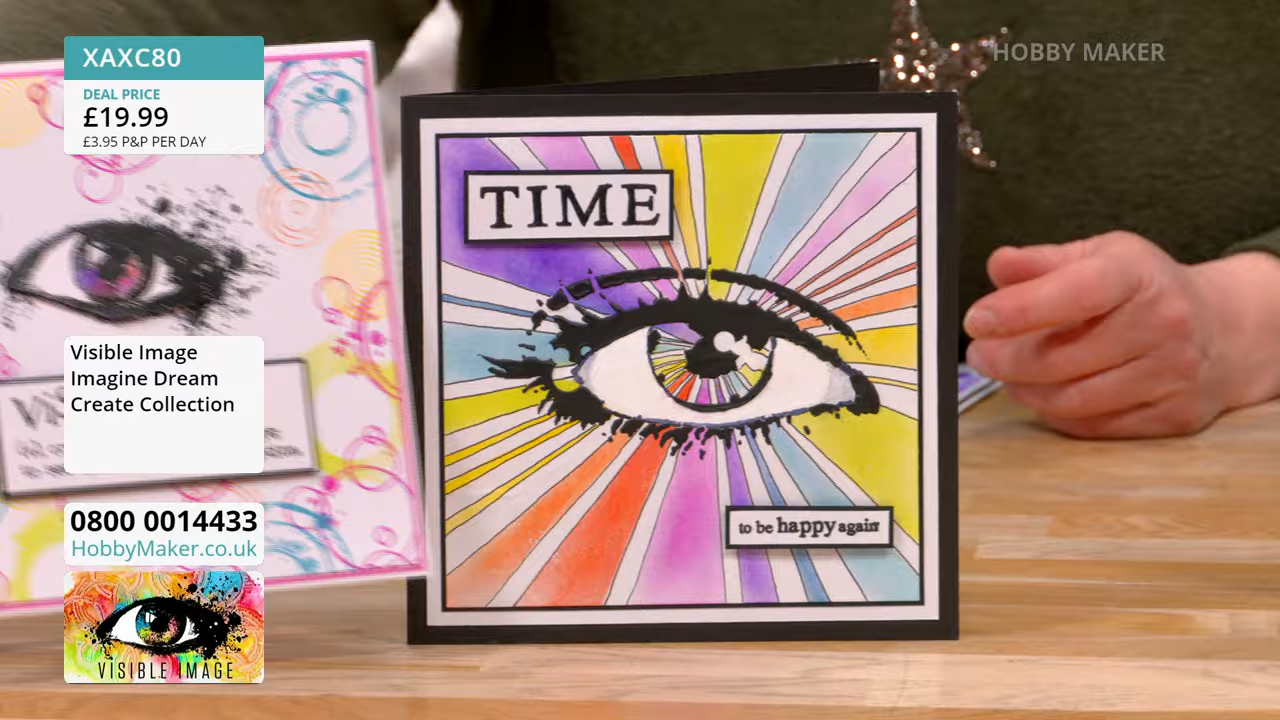 XAXC80
DEAL PRICE
£19.99
£3.95 P&P PER DAY
HOBBY MAKER
TIME
to be happy again
Visible Image
Imagine Dream
Create Collection
0800 0014433
HobbyMaker.co.uk
VISIBLE IMAGE